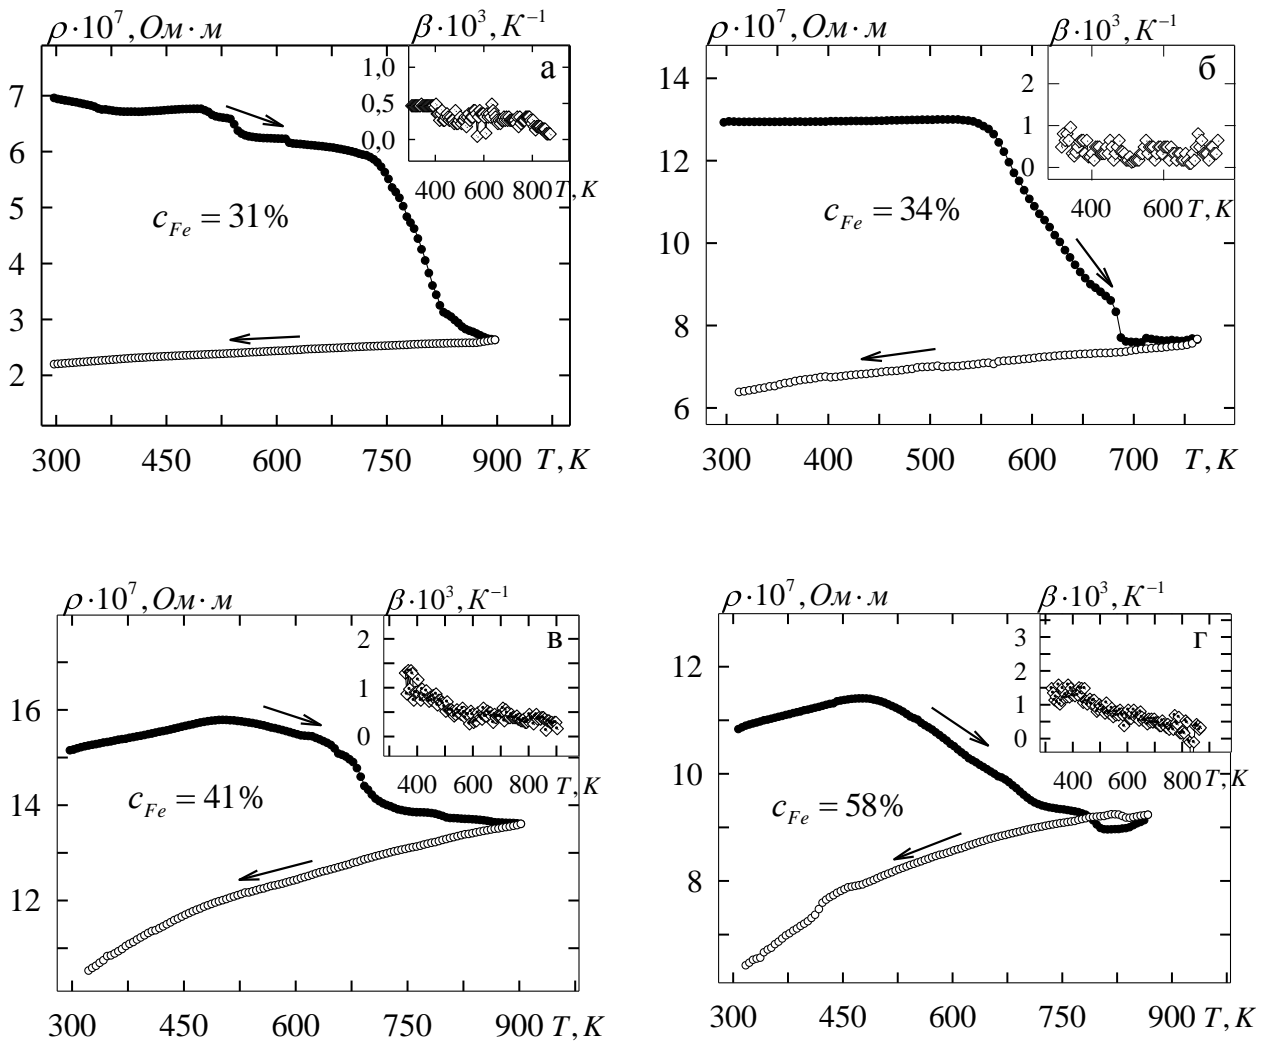 ρ·10⁷, Ом·м
β·10³, К⁻¹
а
1,0
0,5
0,0
400 600 800 T, K
7
6
5
4
3
2
c_Fe = 31%
300 450 600 750 900 T, K
ρ·10⁷, Ом·м
β·10³, К⁻¹
б
2
1
0
400 600 T, K
14
12
10
8
6
c_Fe = 34%
300 400 500 600 700 T, K
ρ·10⁷, Ом·м
β·10³, К⁻¹
в
2
1
0
400 600 800 T, K
16
14
12
c_Fe = 41%
300 450 600 750 900 T, K
ρ·10⁷, Ом·м
β·10³, К⁻¹
г
3
2
1
0
400 600 800 T, K
12
10
8
c_Fe = 58%
300 450 600 750 900 T, K